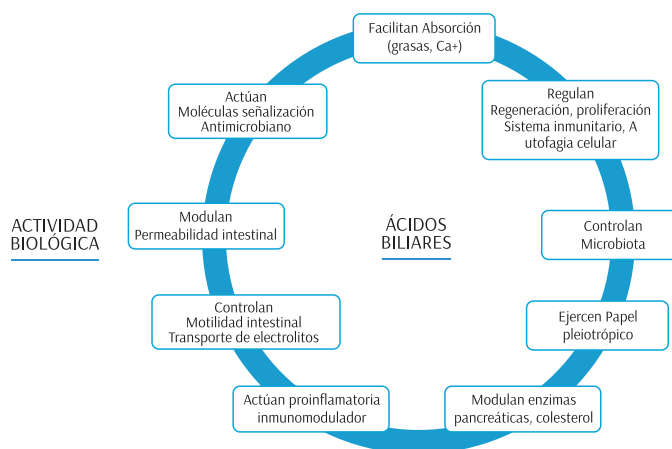 Facilitan Absorción
(grasas, Ca+)
Regulan
Regeneración, proliferación
Sistema inmunitario, A
utofagia celular
Controlan
Microbiota
Ejercen Papel
pleiotrópico
Modulan enzimas
pancreáticas, colesterol
Actúan proinflamatoria
inmunomodulador
Controlan
Motilidad intestinal
Transporte de electrolitos
Modulan
Permeabilidad intestinal
Actúan
Moléculas señalización
Antimicrobiano
ACTIVIDAD
BIOLÓGICA
ÁCIDOS
BILIARES